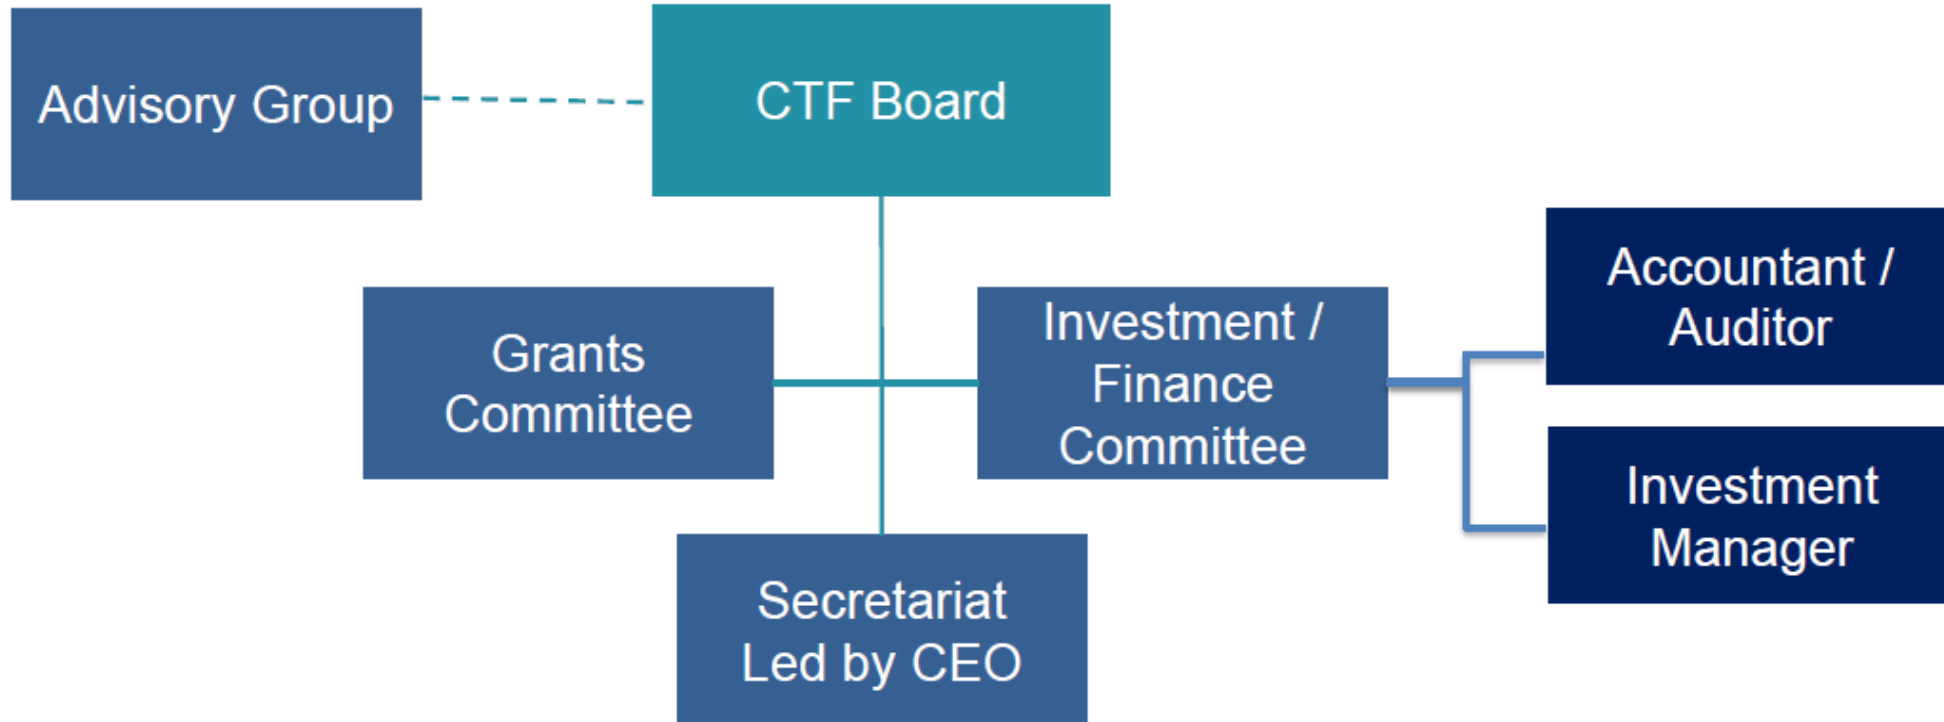 Advisory Group
CTF Board
Grants
Committee
Investment /
Finance
Committee
Accountant /
Auditor
Investment
Manager
Secretariat
Led by CEO